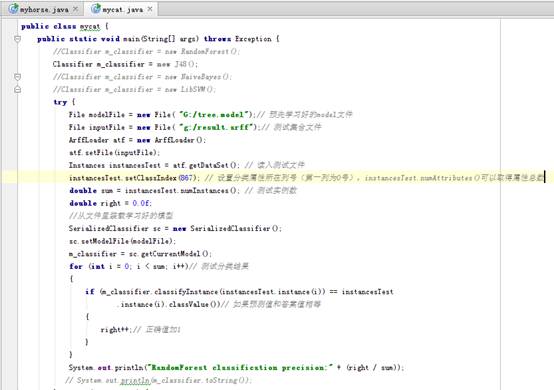 myhorse.java × mycat.java ×
public class mycat {
public static void main(String[] args) throws Exception {
//Classifier m_classifier = new RandomForest();
Classifier m_classifier = new J48();
//Classifier m_classifier = new NaiveBayes();
//Classifier m_classifier = new LibSVM();
try {
File modelFile = new File( "G:/tree.model");// 预先学习好的model文件
File inputFile = new File( "g:/result.arff");// 测试集合文件
ArffLoader atf = new ArffLoader();
atf.setFile(inputFile);
Instances instancesTest = atf.getDataSet(); // 读入测试文件
instancesTest.setClassIndex(867); // 设置分类属性所在列号（第一列为0号），instancesTest.numAttributes()可以取得属性总数
double sum = instancesTest.numInstances(); // 测试实例数
double right = 0.0f;
//从文件里装载学习好的模型
SerializedClassifier sc = new SerializedClassifier();
sc.setModelFile(modelFile);
m_classifier = sc.getCurrentModel();
for (int i = 0; i < sum; i++)// 测试分类结果
{
if (m_classifier.classifyInstance(instancesTest.instance(i)) == instancesTest
.instance(i).classValue())// 如果预测值和答案值相等
{
right++;// 正确值加1
}
}
System.out.println("RandomForest classification precision:" + (right / sum));
// System.out.println(m_classifier.toString());